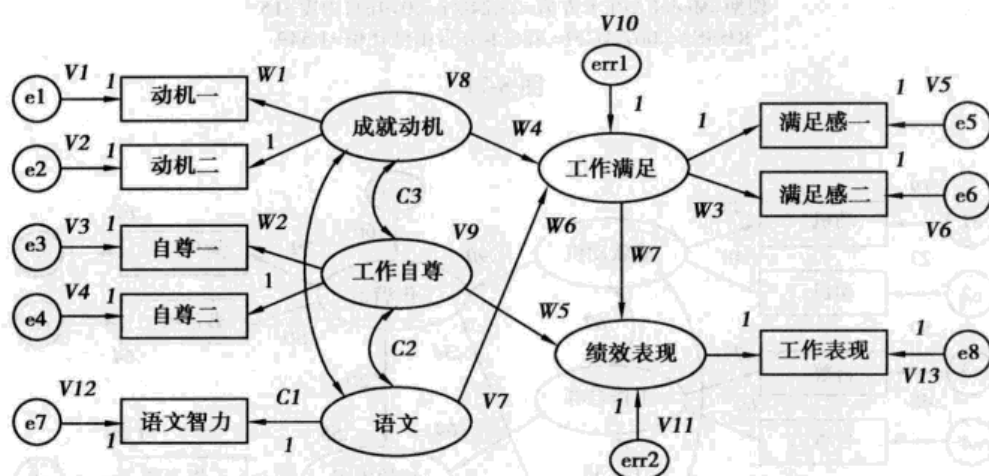 V10
V1 1 W1 V8 err1 1 V5
e1 动机一 成就动机 1 W4 1 满足感一 e5
V2 1 1
e2 动机二 C3 工作满足 1 满足感二 e6
V3 1 W2 V9 W6 W3 V6
e3 自尊一 工作自尊 W7
V4 1 1
e4 自尊二 C2 W5 1 1
绩效表现 工作表现 e8
V12 C1 V7 1 V11 V13
e7 1 语文智力 1 语文 err2